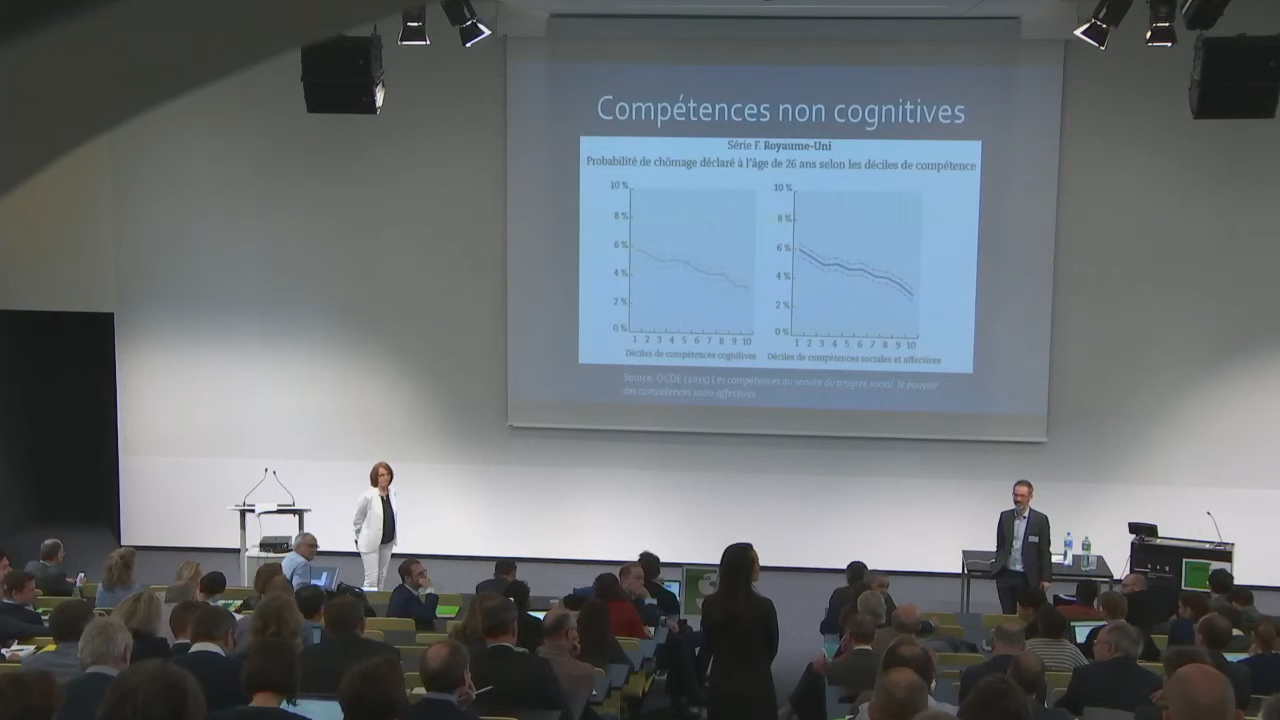 Compétences non cognitives
Série F. Royaume-Uni
Probabilité de chômage déclaré à l'âge de 26 ans selon les déciles de compétence
10 %
8 %
6 %
4 %
2 %
0 %
1 2 3 4 5 6 7 8 9 10
Déciles de compétences cognitives
10 %
8 %
6 %
4 %
2 %
0 %
1 2 3 4 5 6 7 8 9 10
Déciles de compétences sociales et affectives
Source: OCDE (2015) Les compétences au service du progrès social: le pouvoir
des compétences socio-affectives